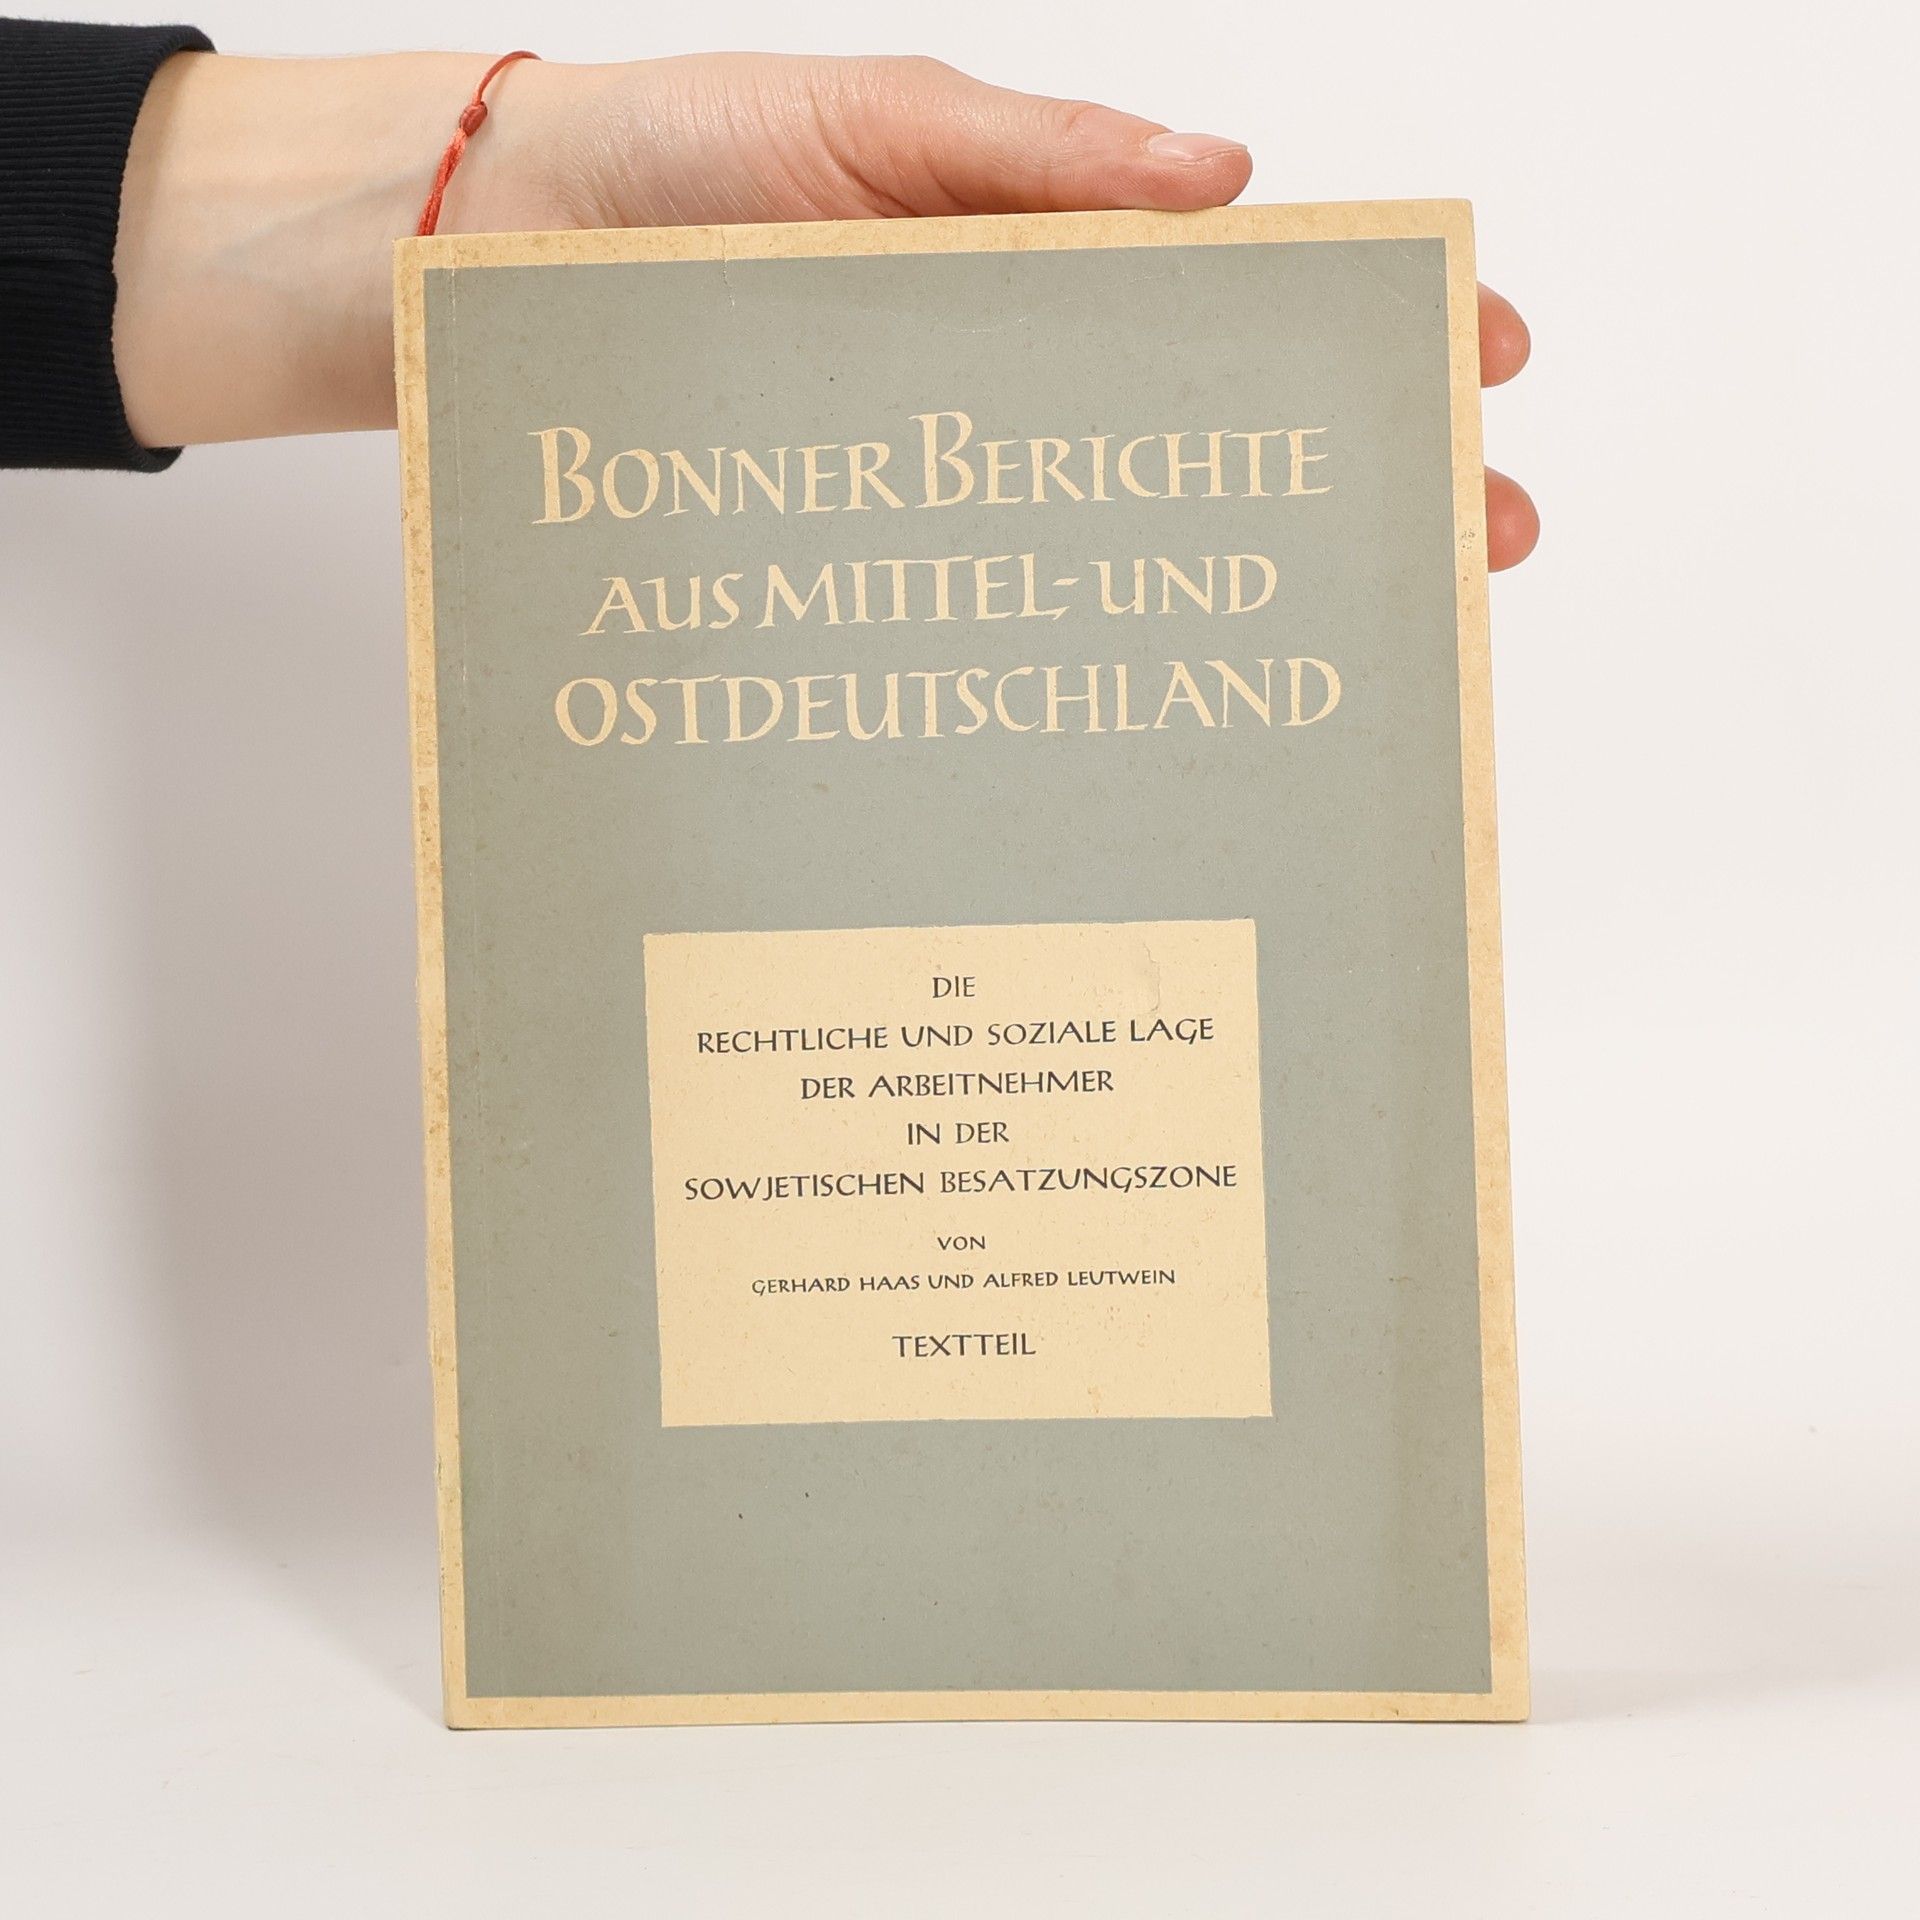 BONNER BERICHTE
AUS MITTEL- UND
OSTDEUTSCHLAND
DIE
RECHTLICHE UND SOZIALE LAGE
DER ARBEITNEHMER
IN DER
SOWJETISCHEN BESATZUNGSZONE
VON
GERHARD HAAS UND ALFRED LEUTWEIN
TEXTTEIL